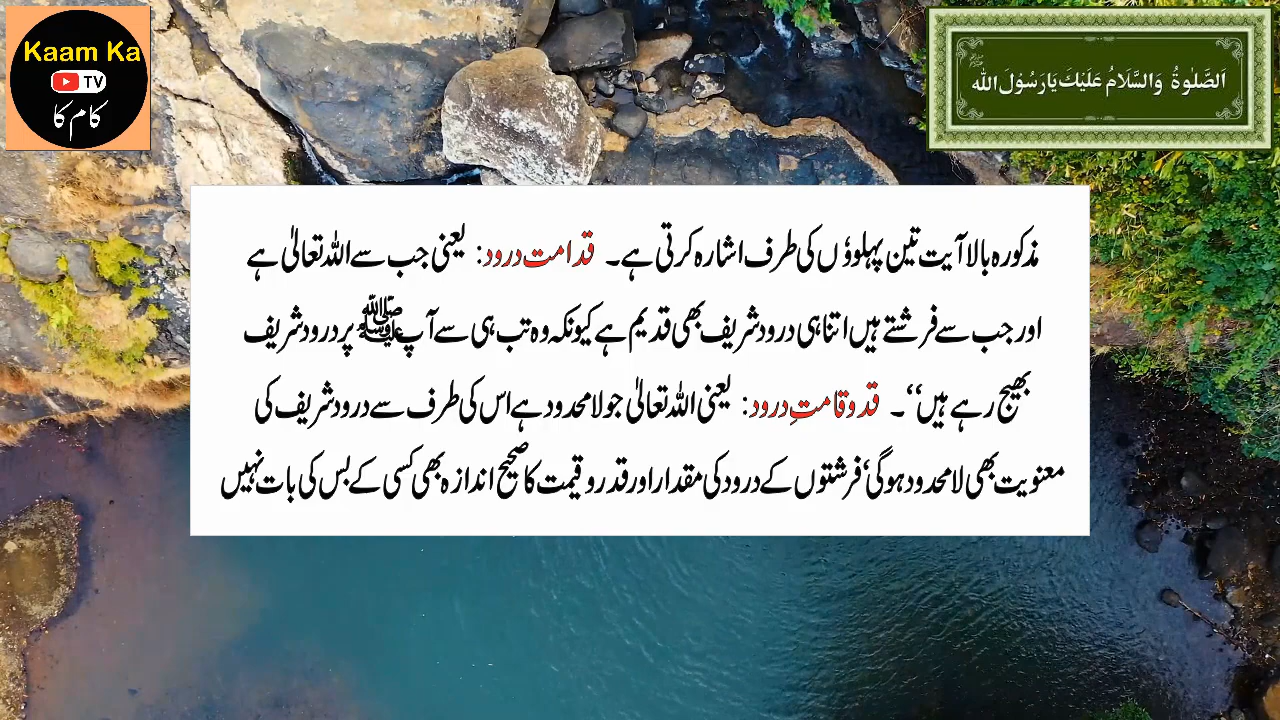 Kaam Ka
TV
کام کا
اَلصَّلٰوةُ وَالسَّلَامُ عَلَیْکَ یَارَسُوْلَ اللّٰه
مذکورہ بالا آیت تین پہلوؤں کی طرف اشارہ کرتی ہے۔ قدامت درود: یعنی جب سے اللہ تعالیٰ ہے
اور جب سے فرشتے ہیں اتنا ہی درود شریف بھی قدیم ہے کیونکہ وہ تب ہی سے آپ ﷺ پر درود شریف
بھیج رہے ہیں‘‘۔ قدوقامتِ درود: یعنی اللہ تعالیٰ جو لامحدود ہے اس کی طرف سے درود شریف کی
معنویت بھی لامحدود ہوگی‘ فرشتوں کے درود کی مقدار اور قدر و قیمت کا صحیح اندازہ بھی کسی کے بس کی بات نہیں